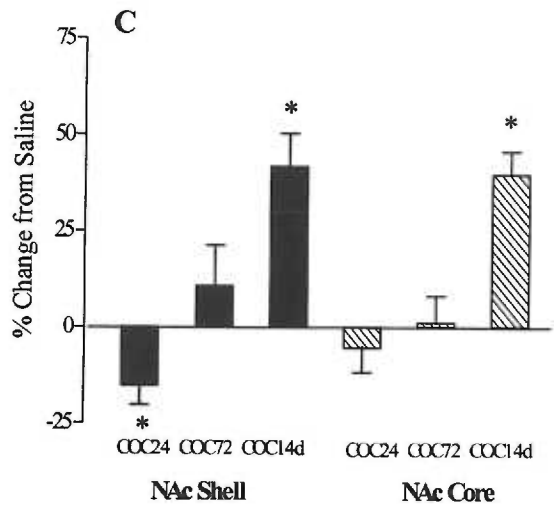 C
% Change from Saline
75
50
25
0
-25
*
*
*
COC24 COC72 COC14d COC24 COC72 COC14d
NAc Shell NAc Core